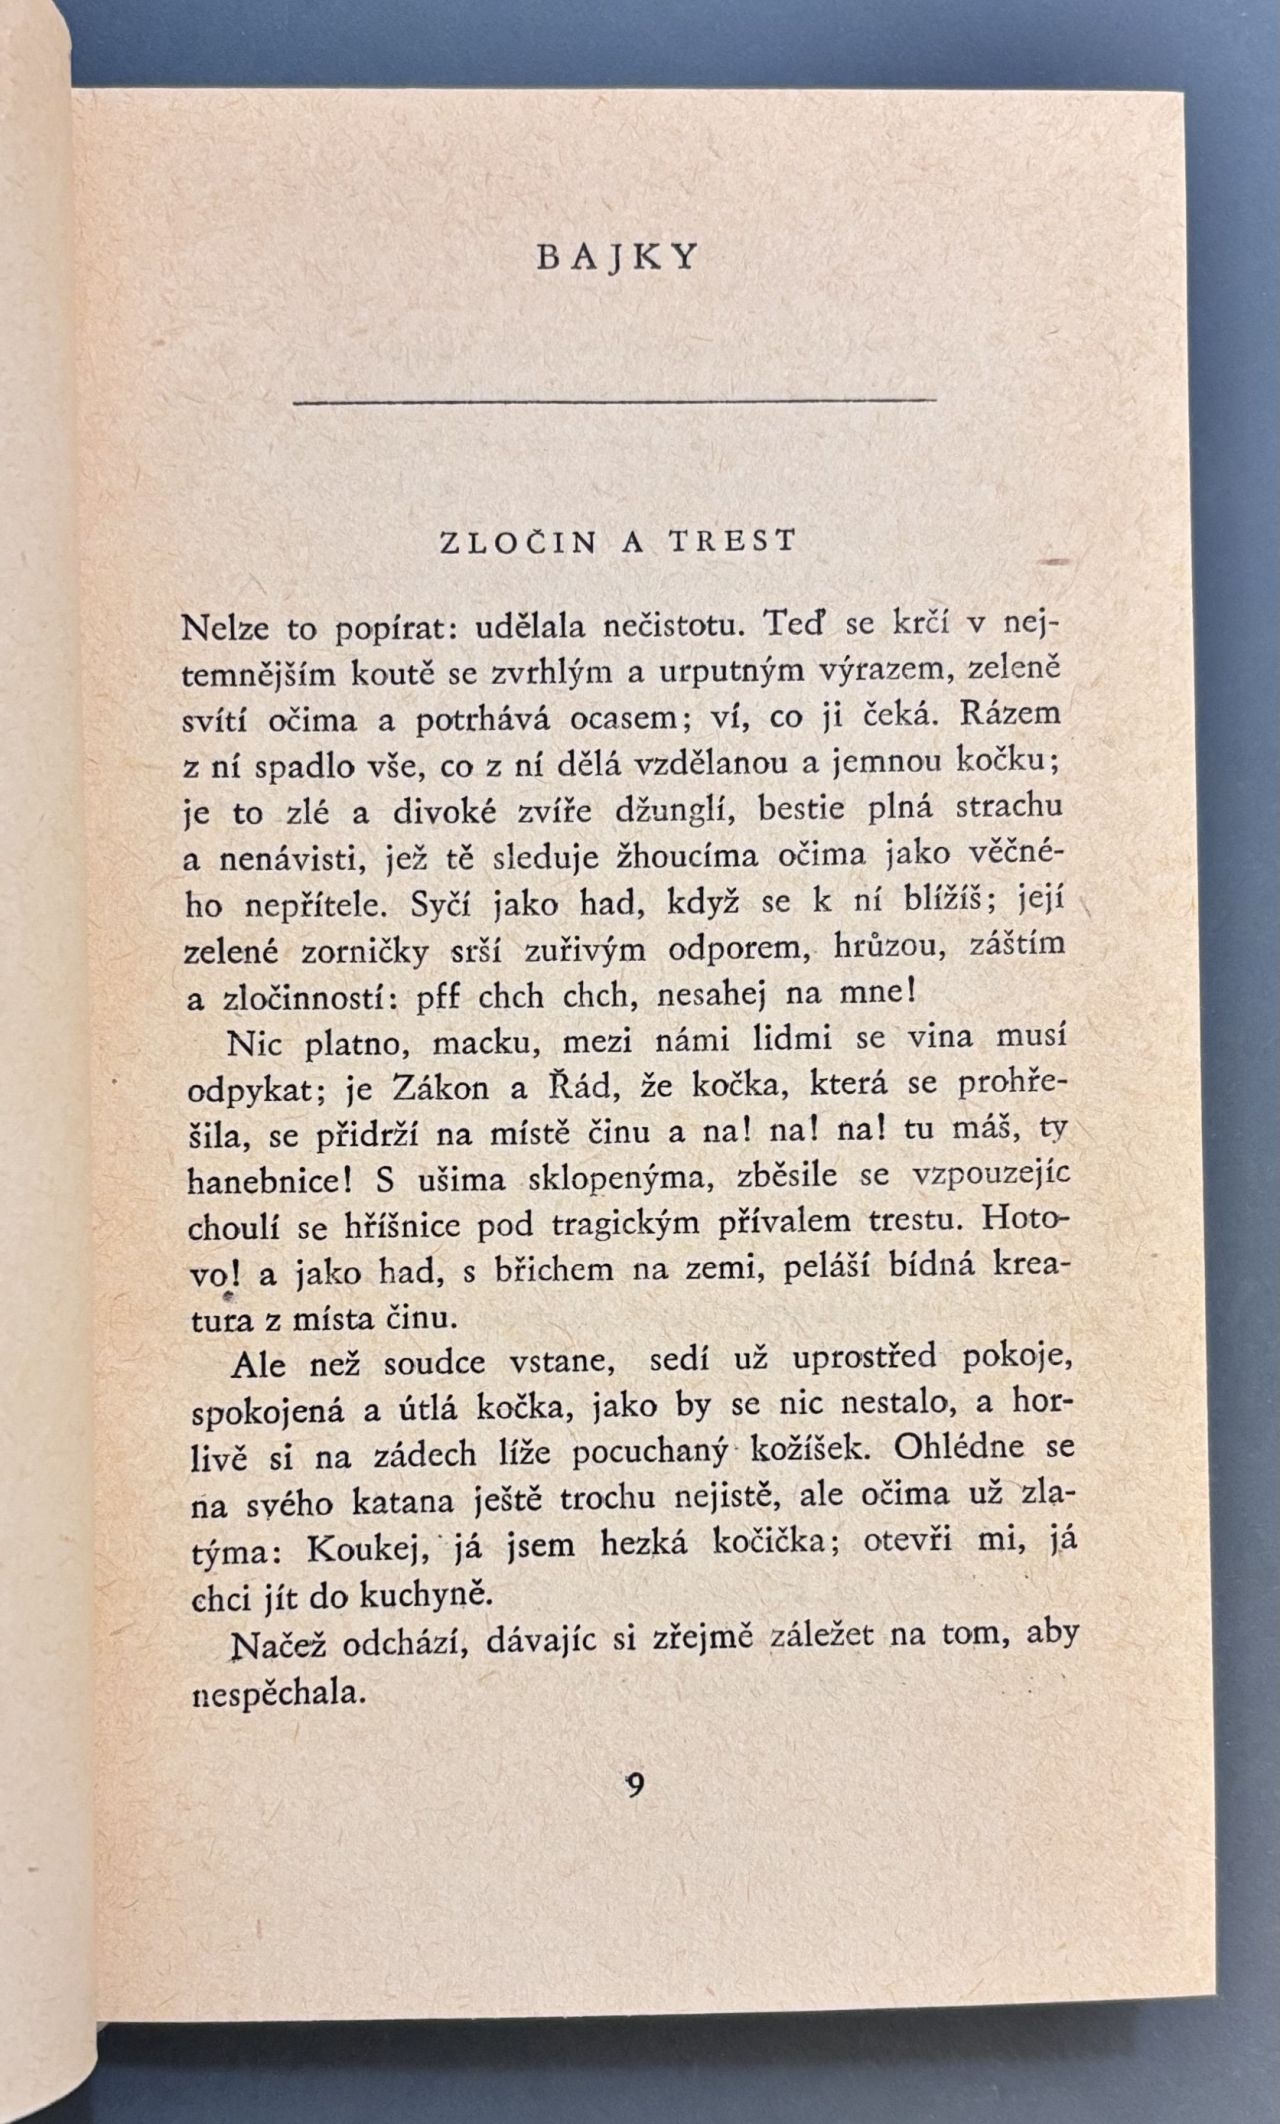 BAJKY
ZLOČIN A TREST
Nelze to popírat: udělala nečistotu. Teď se krčí v nej-
temnějším koutě se zvrhlým a urputným výrazem, zeleně
svítí očima a potrhává ocasem; ví, co ji čeká. Rázem
z ní spadlo vše, co z ní dělá vzdělanou a jemnou kočku;
je to zlé a divoké zvíře džunglí, bestie plná strachu
a nenávisti, jež tě sleduje žhoucíma očima jako věčné-
ho nepřítele. Syčí jako had, když se k ní blížíš; její
zelené zorničky srší zuřivým odporem, hrůzou, záštím
a zločinností: pff chch chch, nesahej na mne!
Nic platno, macku, mezi námi lidmi se vina musí
odpykat; je Zákon a Řád, že kočka, která se prohře-
šila, se přidrží na místě činu a na! na! na! tu máš, ty
hanebnice! S ušima sklopenýma, zběsile se vzpouzejíc
choulí se hříšnice pod tragickým přívalem trestu. Hoto-
vo! a jako had, s břichem na zemi, peláší bídná krea-
tura z místa činu.
Ale než soudce vstane, sedí už uprostřed pokoje,
spokojená a útlá kočka, jako by se nic nestalo, a hor-
livě si na zádech líže pocuchaný kožíšek. Ohlédne se
na svého katana ještě trochu nejistě, ale očima už zla-
týma: Koukej, já jsem hezká kočička; otevři mi, já
chci jít do kuchyně.
Načež odchází, dávajíc si zřejmě záležet na tom, aby
nespěchala.
9